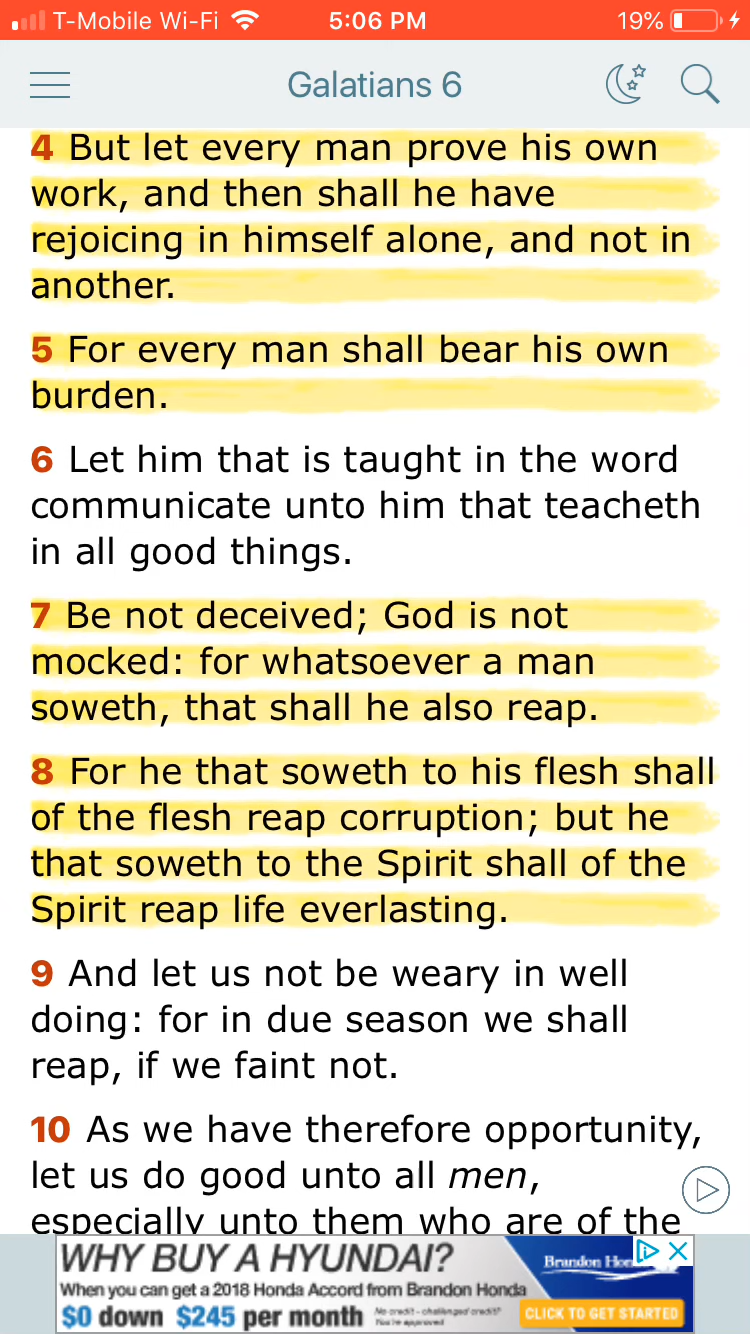 T-Mobile Wi-Fi 5:06 PM 19%
Galatians 6
4 But let every man prove his own
work, and then shall he have
rejoicing in himself alone, and not in
another.
5 For every man shall bear his own
burden.
6 Let him that is taught in the word
communicate unto him that teacheth
in all good things.
7 Be not deceived; God is not
mocked: for whatsoever a man
soweth, that shall he also reap.
8 For he that soweth to his flesh shall
of the flesh reap corruption; but he
that soweth to the Spirit shall of the
Spirit reap life everlasting.
9 And let us not be weary in well
doing: for in due season we shall
reap, if we faint not.
10 As we have therefore opportunity,
let us do good unto all men,
especially unto them who are of the
WHY BUY A HYUNDAI?
Brandon
When you can get a 2018 Honda Accord from Brandon Honda
$0 down $245 per month
No credit - challenged credit?
You're approved
CLICK TO GET STARTED